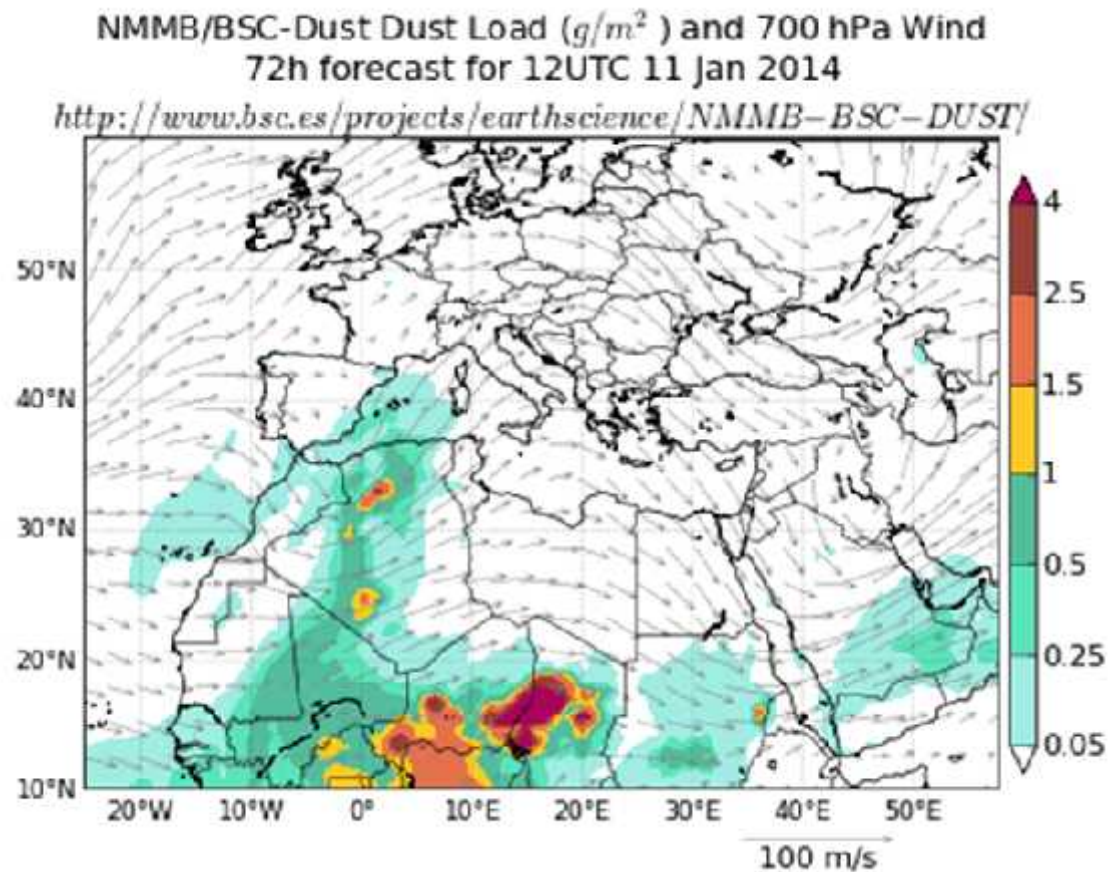 NMMB/BSC-Dust Dust Load (g/m² ) and 700 hPa Wind
72h forecast for 12UTC 11 Jan 2014
http://www.bsc.es/projects/earthscience/NMMB−BSC−DUST/
50°N
40°N
30°N
20°N
10°N
20°W 10°W 0° 10°E 20°E 30°E 40°E 50°E
4
2.5
1.5
1
0.5
0.25
0.05
100 m/s